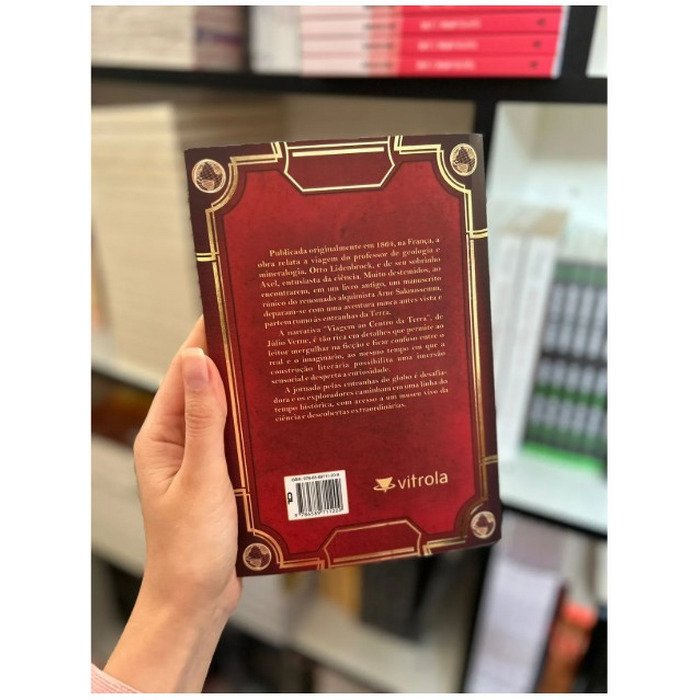 Publicada originalmente em 1864, na França, a
obra relata a viagem do professor de geologia e
mineralogia, Otto Lidenbrock, e de seu sobrinho
Axel, entusiasta da ciência. Muito destemidos, ao
encontrarem, em um livro antigo, um manuscrito
rúnico do renomado alquimista Arne Saknussemm,
deparam-se com uma aventura nunca antes vista e
partem rumo às entranhas da Terra.
A narrativa "Viagem ao Centro da Terra", de
Júlio Verne, é tão rica em detalhes que permite ao
leitor mergulhar na ficção e ficar confuso entre o
real e o imaginário, ao mesmo tempo em que a
construção literária possibilita uma imersão
sensorial e desperta a curiosidade.
A jornada pelas entranhas do globo é desafia-
dora e os exploradores caminham em uma linha do
tempo histórica, com acesso a um museu vivo da
ciência e descobertas extraordinárias.
vitrola